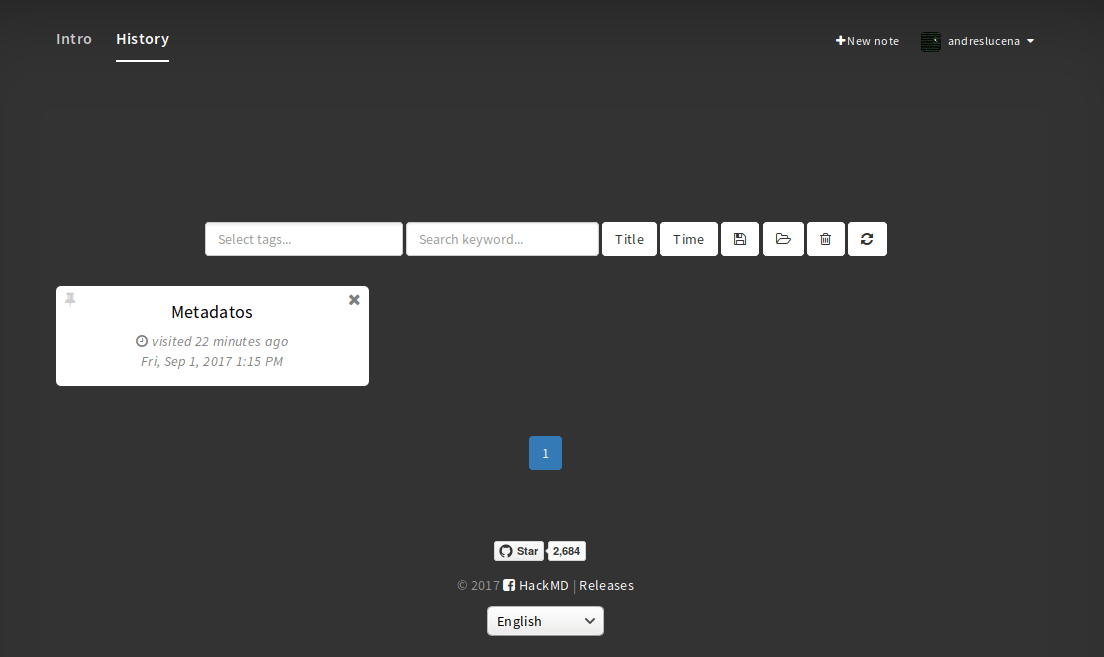 Intro History New note andreslucena
Select tags... Search keyword... Title Time
Metadatos
visited 22 minutes ago
Fri, Sep 1, 2017 1:15 PM
1
Star 2,684
© 2017 HackMD | Releases
English